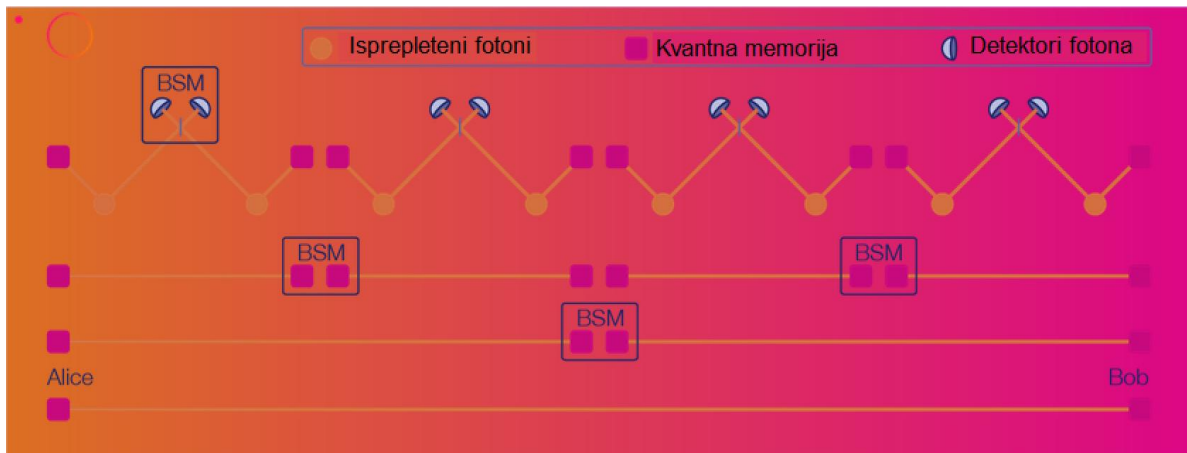 Isprepleteni fotoni
Kvantna memorija
Detektori fotona
BSM
BSM
BSM
BSM
Alice
Bob